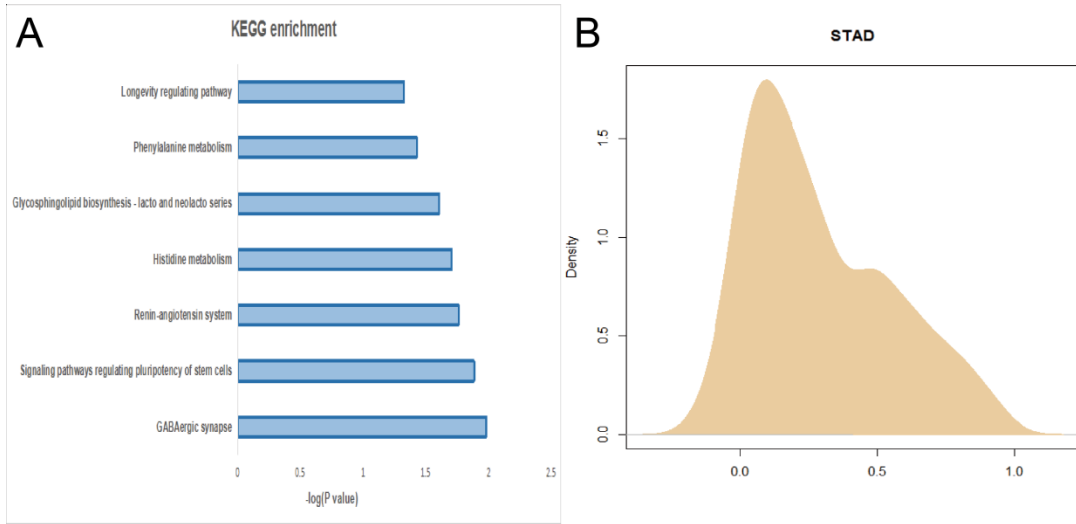 A
KEGG enrichment
Longevity regulating pathway
Phenylalanine metabolism
Glycosphingolipid biosynthesis - lacto and neolacto series
Histidine metabolism
Renin-angiotensin system
Signaling pathways regulating pluripotency of stem cells
GABAergic synapse
0 0.5 1 1.5 2 2.5
-log(P value)
B
STAD
Density
1.5
1.0
0.5
0.0
0.0 0.5 1.0